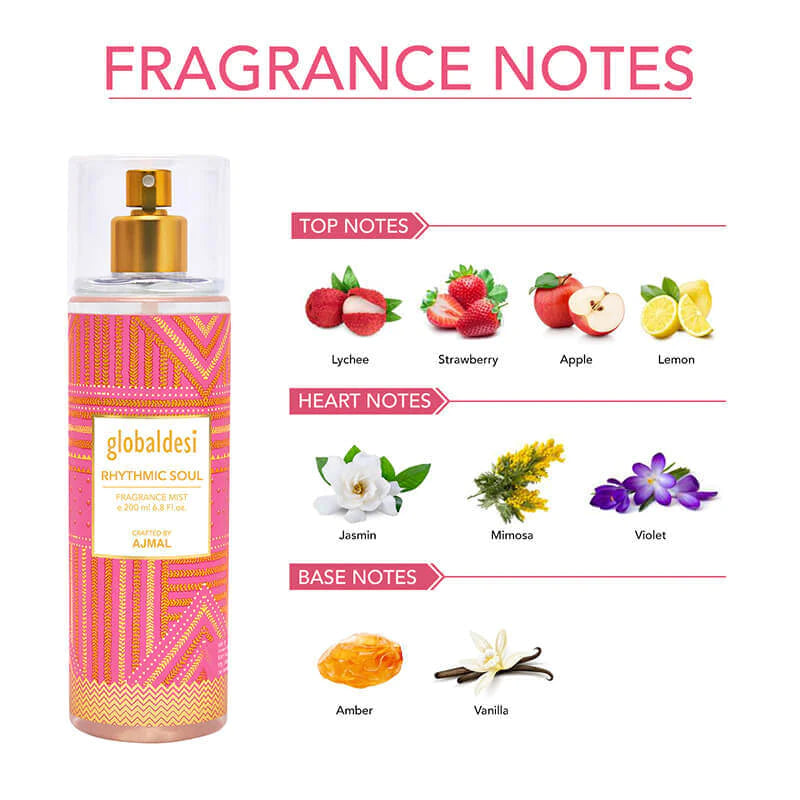 FRAGRANCE NOTES
globaldesi
RHYTHMIC SOUL
FRAGRANCE MIST
e 200 ml 6.8 Fl oz.
CRAFTED BY
AJMAL
TOP NOTES
Lychee
Strawberry
Apple
Lemon
HEART NOTES
Jasmin
Mimosa
Violet
BASE NOTES
Amber
Vanilla